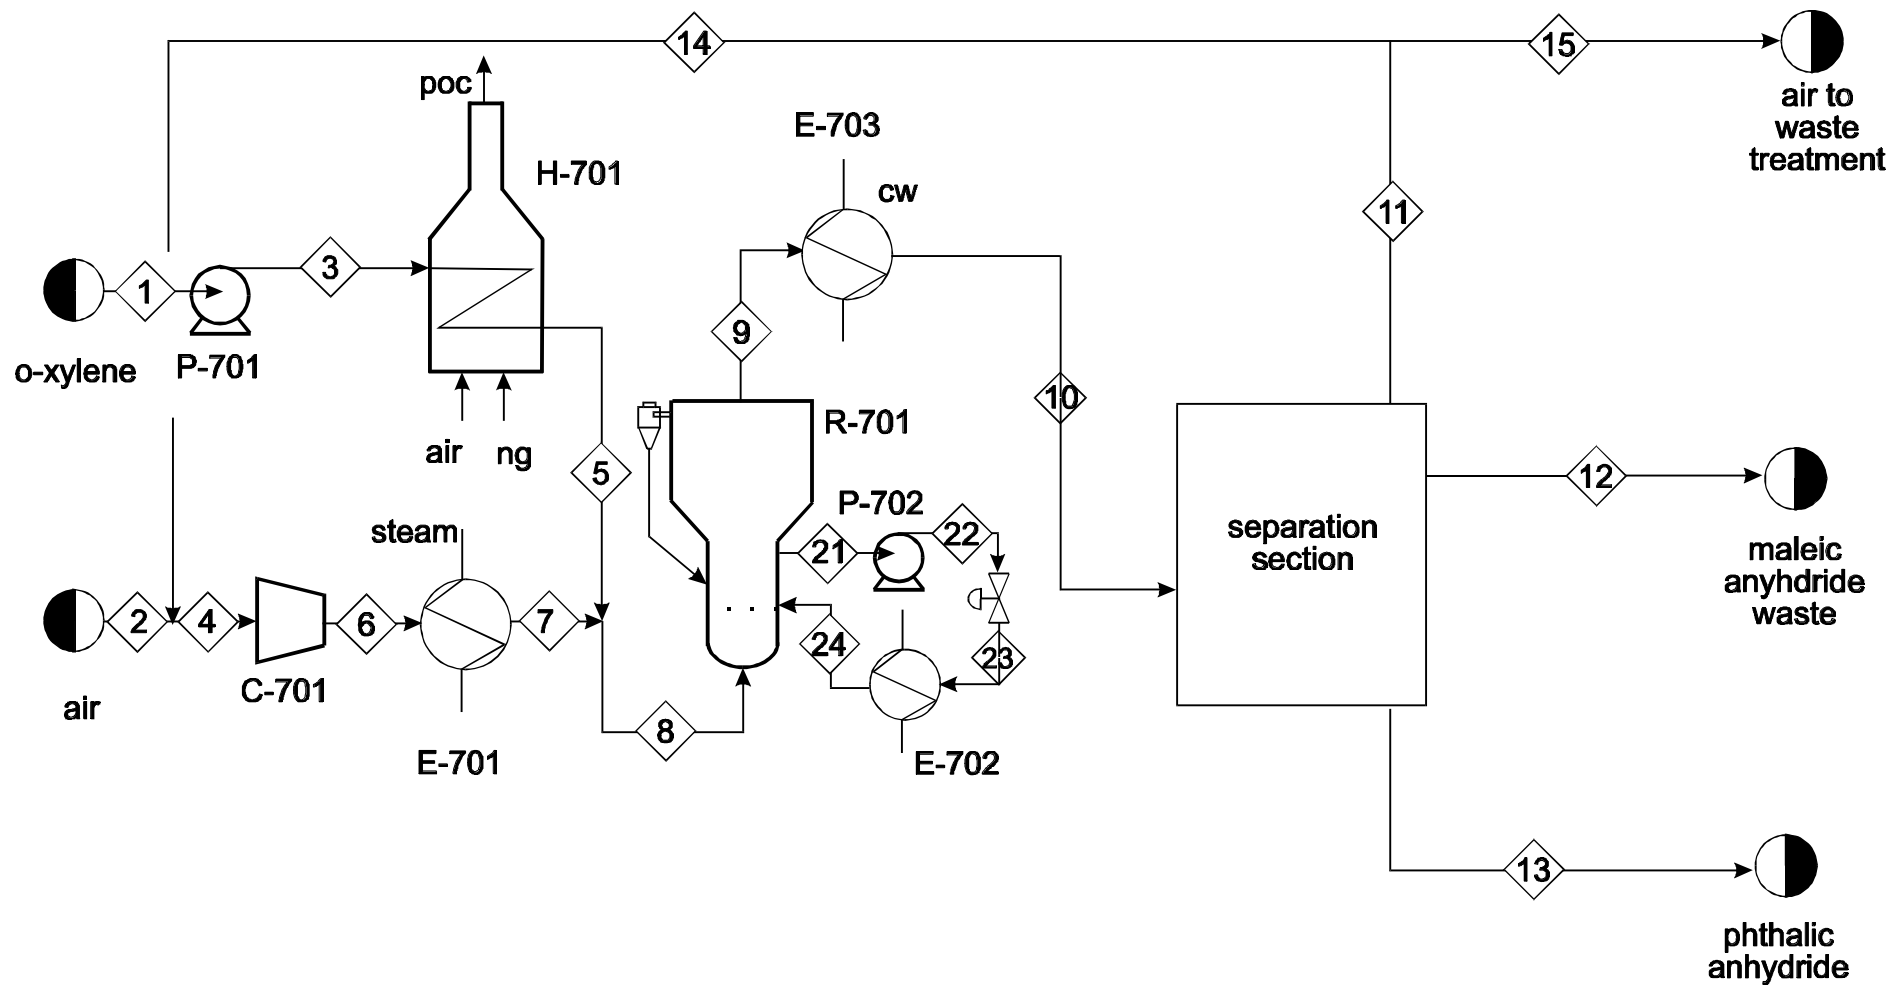 14
15
poc
air to
waste
treatment
E-703
H-701
cw
11
1
3
o-xylene
P-701
9
10
R-701
air
ng
5
P-702
12
separation
section
steam
21
22
maleic
anyhdride
waste
2
4
6
7
24
23
C-701
air
8
E-701
E-702
13
phthalic
anhydride